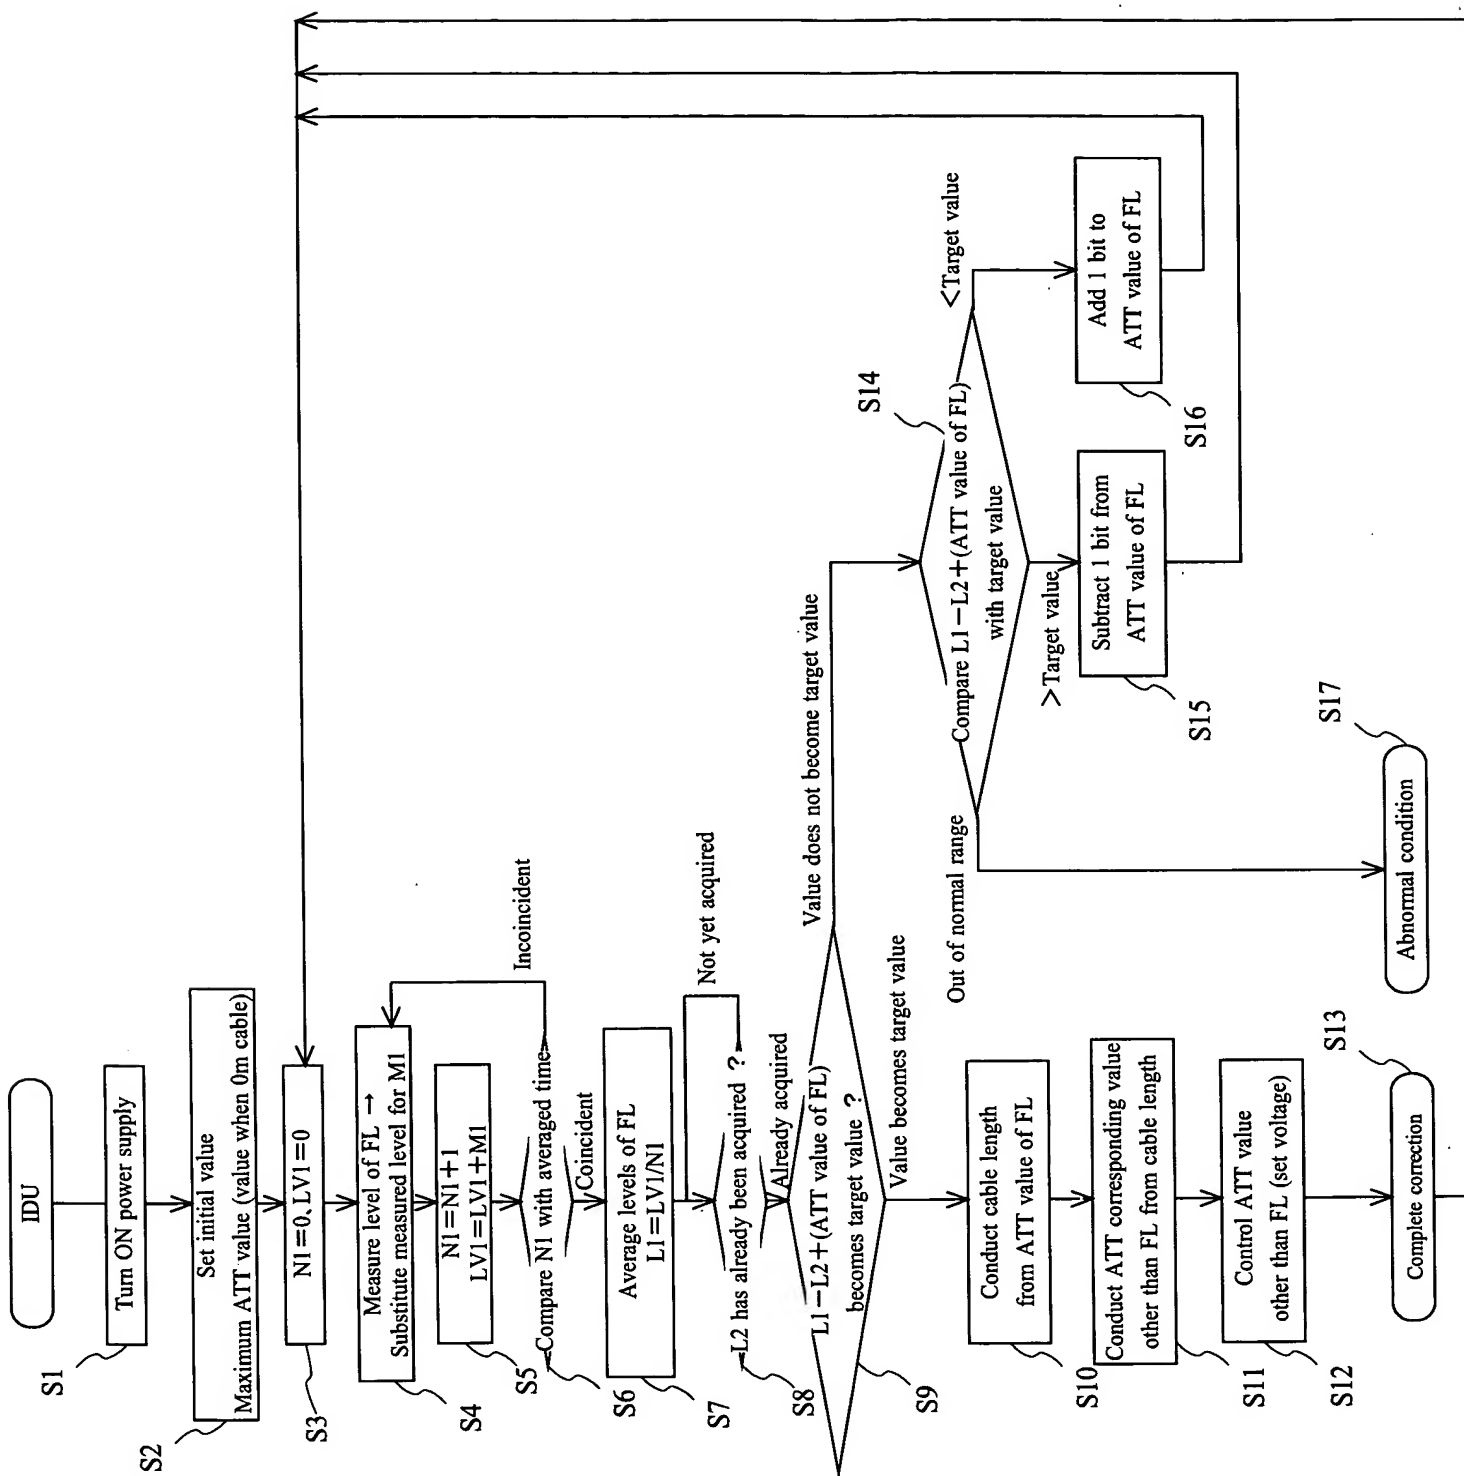 IDU
S1
Turn ON power supply
S2
Set initial value
Maximum ATT value (value when 0m cable)
S3
N1=0、LV1=0
S4
Measure level of FL →
Substitute measured level for M1
S5
N1=N1+1
LV1=LV1+M1
S6
Compare N1 with averaged time
Incoincident
Coincident
S7
Average levels of FL
L1=LV1/N1
Not yet acquired
S8
L2 has already been acquired ?
Already acquired
S9
L1-L2+(ATT value of FL)
becomes target value ?
Value does not become target value
Value becomes target value
S10
Conduct cable length
from ATT value of FL
S11
Conduct ATT corresponding value
other than FL from cable length
S12
Control ATT value
other than FL (set voltage)
S13
Complete correction
S14
Compare L1-L2+(ATT value of FL)
with target value
Out of normal range
>Target value
<Target value
S15
Subtract 1 bit from
ATT value of FL
S16
Add 1 bit to
ATT value of FL
S17
Abnormal condition